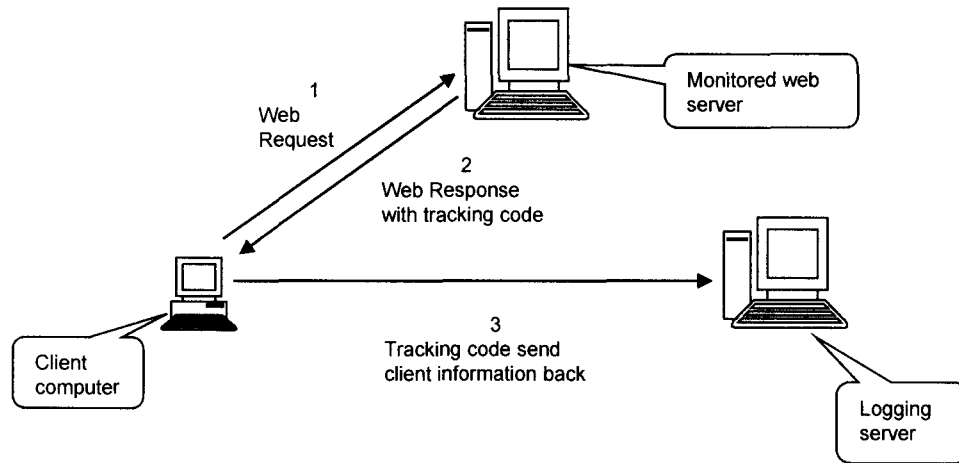 1
Web
Request
Monitored web
server
2
Web Response
with tracking code
3
Tracking code send
client information back
Client
computer
Logging
server